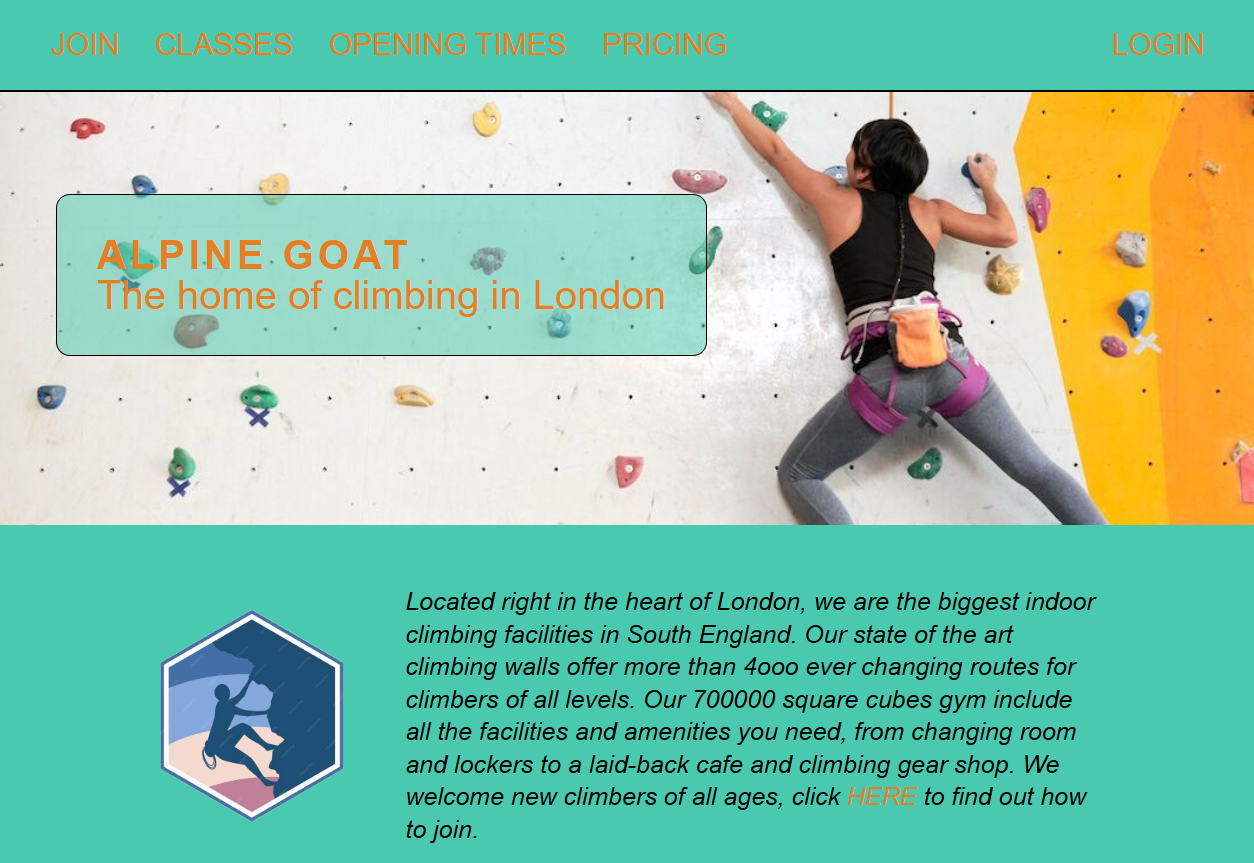 JOIN CLASSES OPENING TIMES PRICING LOGIN
ALPINE GOAT
The home of climbing in London
Located right in the heart of London, we are the biggest indoor
climbing facilities in South England. Our state of the art
climbing walls offer more than 4ooo ever changing routes for
climbers of all levels. Our 700000 square cubes gym include
all the facilities and amenities you need, from changing room
and lockers to a laid-back cafe and climbing gear shop. We
welcome new climbers of all ages, click HERE to find out how
to join.